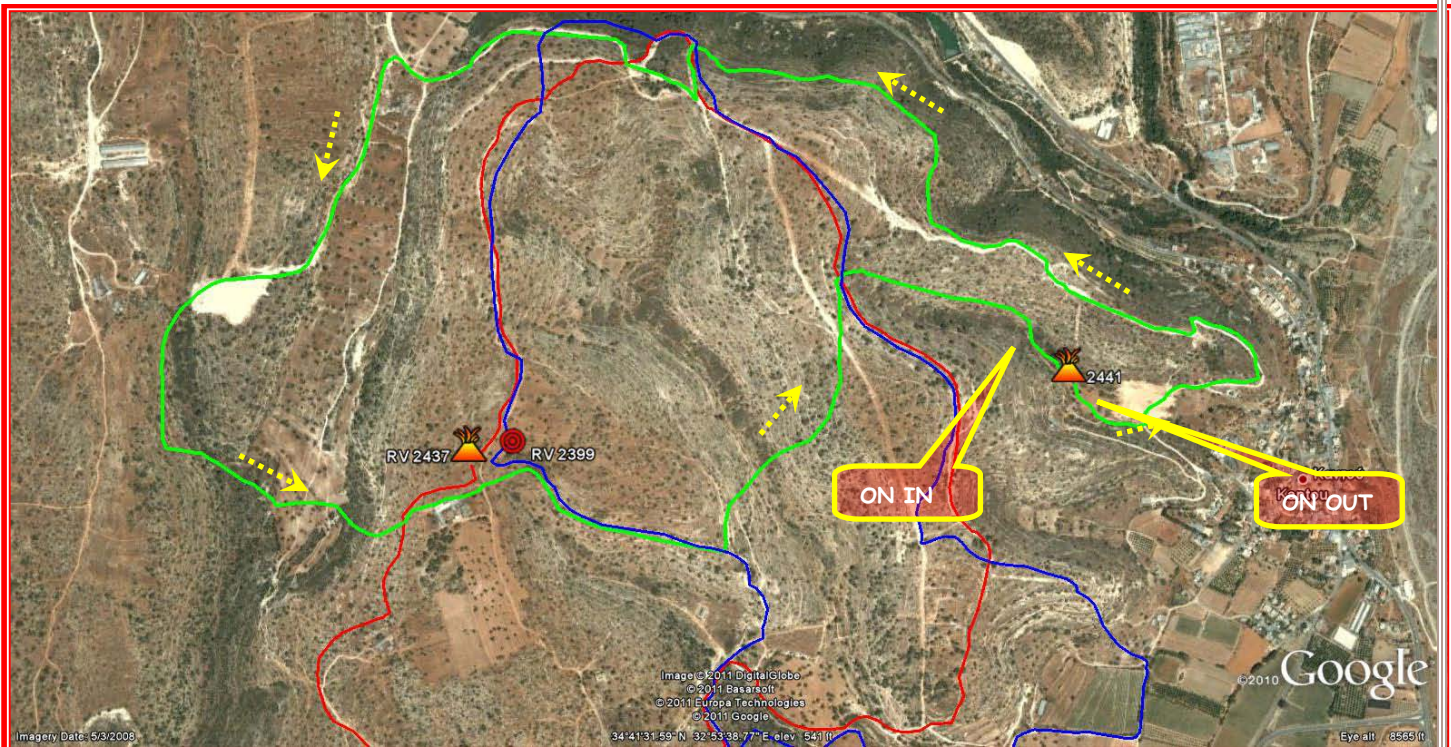 2441
RV 2437
RV 2399
ON IN
ON OUT
Image © 2011 DigitalGlobe
© 2011 Basarsoft
© 2011 Europa Technologies
© 2011 Google
©2010 Google
Imagery Date: 5/3/2008
34°41'31.59" N 32°53'38.77" E elev 541 ft
Eye alt 8565 ft